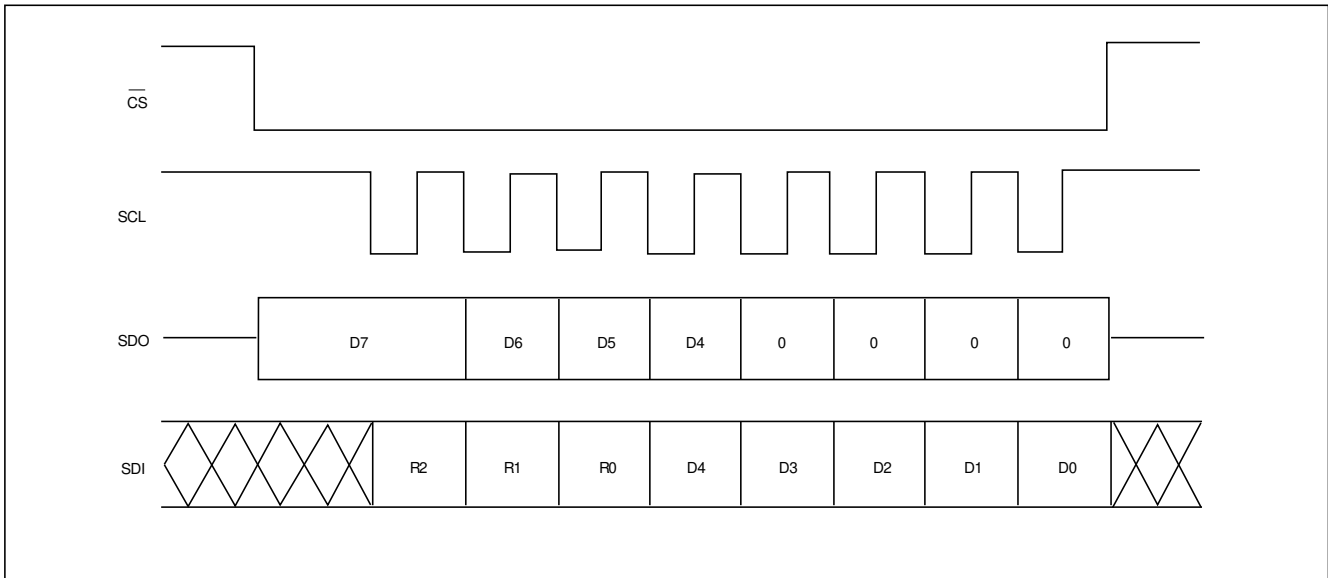 CS
SCL
SDO D7 D6 D5 D4 0 0 0 0
SDI R2 R1 R0 D4 D3 D2 D1 D0